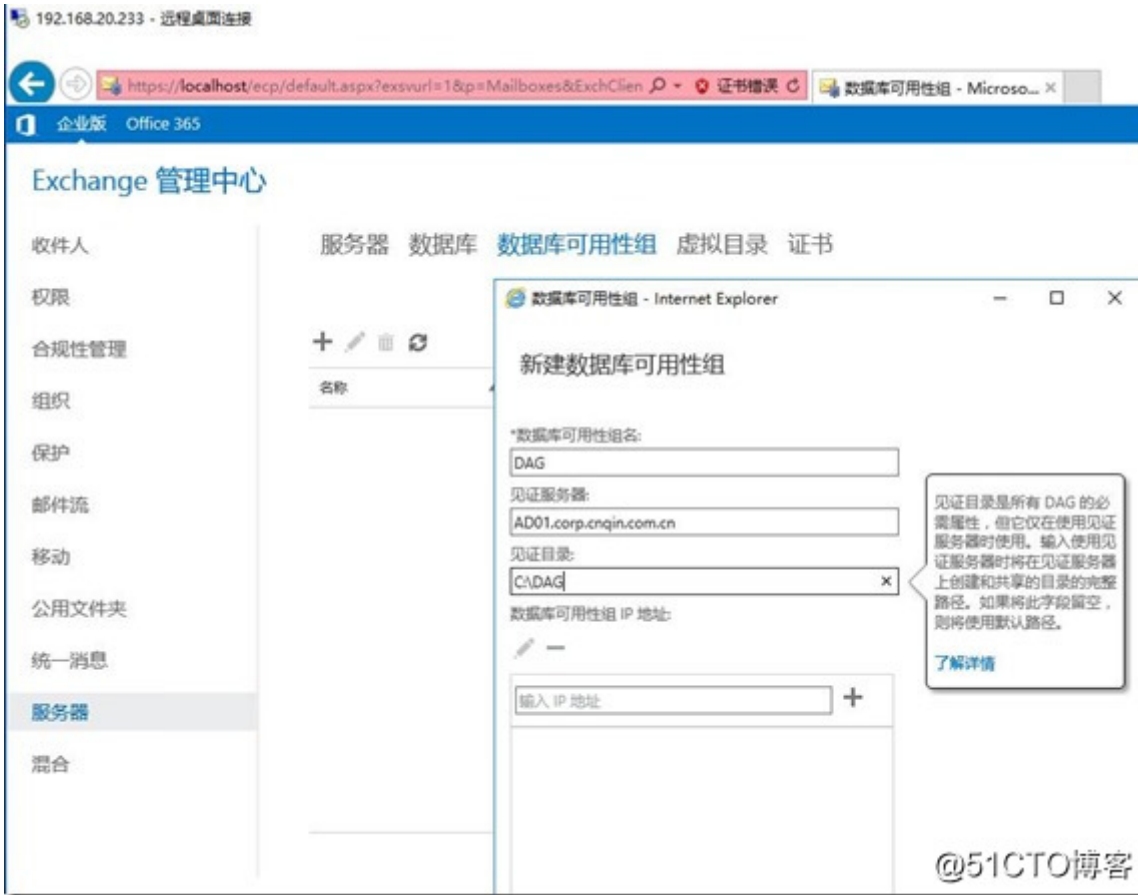 192.168.20.233 - 远程桌面连接
https://localhost/ecp/default.aspx?exsvurl=1&p=Mailboxes&ExchClien 证书错误 数据库可用性组 - Microso...
企业版 Office 365
Exchange 管理中心
收件人
权限
合规性管理
组织
保护
邮件流
移动
公用文件夹
统一消息
服务器
混合
服务器 数据库 数据库可用性组 虚拟目录 证书
名称
数据库可用性组 - Internet Explorer
新建数据库可用性组
*数据库可用性组名:
DAG
见证服务器:
AD01.corp.cnqin.com.cn
见证目录:
C:\DAG
数据库可用性组 IP 地址:
输入 IP 地址
见证目录是所有 DAG 的必
需属性，但它仅在使用见证
服务器时使用。输入使用见
证服务器时将在见证服务器
上创建和共享的目录的完整
路径。如果将此字段留空，
则将使用默认路径。
了解详情
@51CTO博客